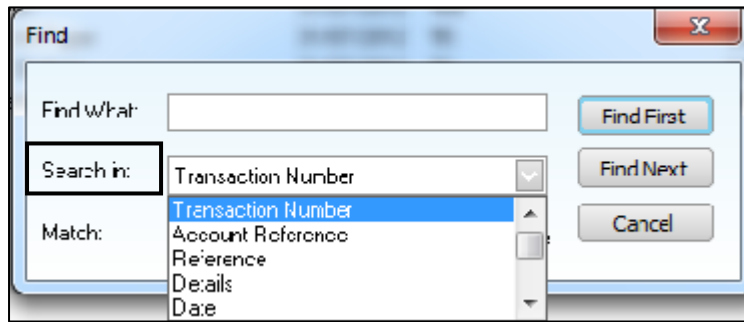 Find
Find What:
Find First
Search in:
Transaction Number
Find Next
Transaction Number
Account Reference
Reference
Details
Date
Match:
Cancel